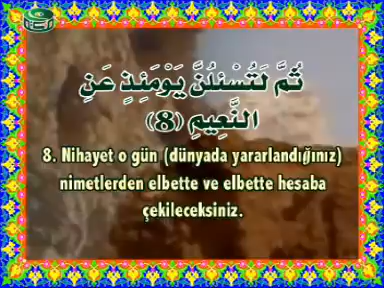 ثُمَّ لَتُسْئَلُنَّ يَوْمَئِذٍ عَنِ
النَّعِيمِ (8)
8. Nihayet o gün (dünyada yararlandığınız)
nimetlerden elbette ve elbette hesaba
çekileceksiniz.